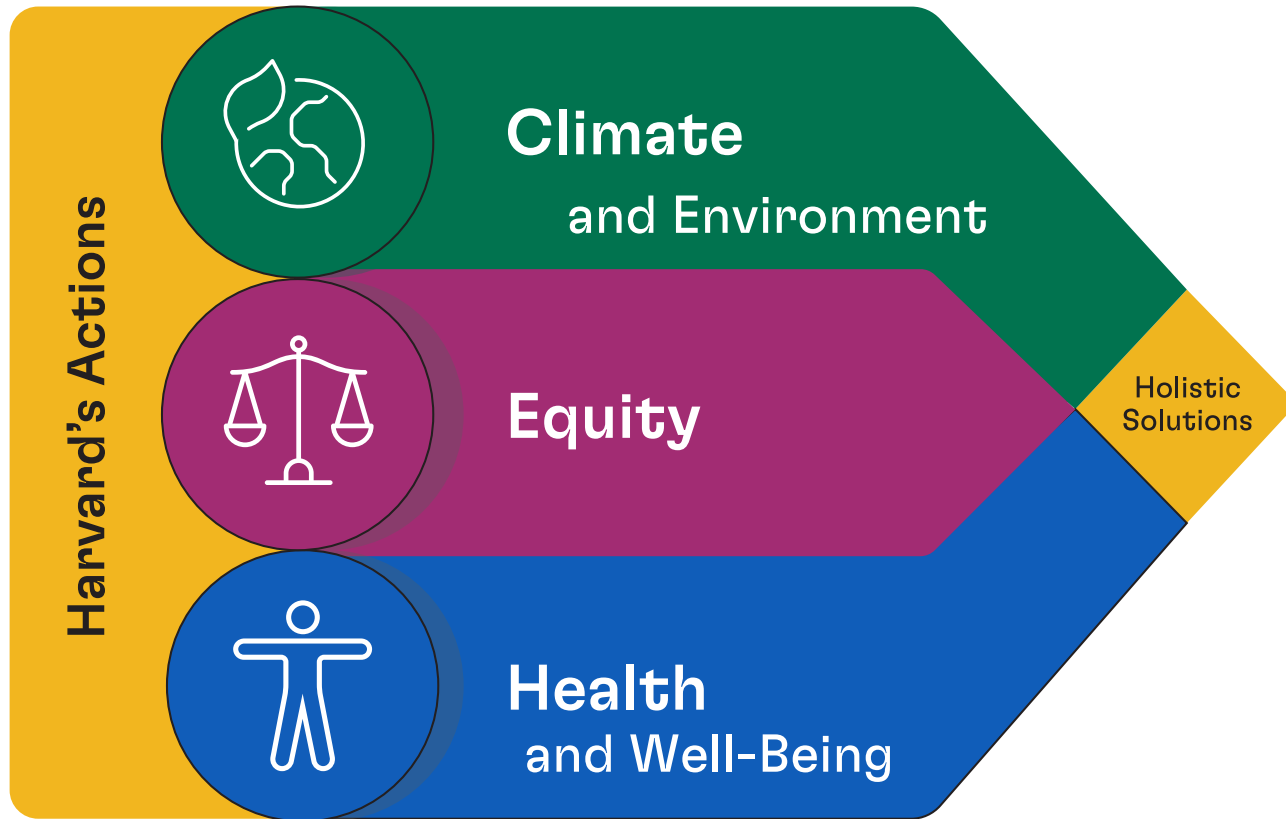 Harvard's Actions
Climate
and Environment
Equity
Health
and Well-Being
Holistic
Solutions